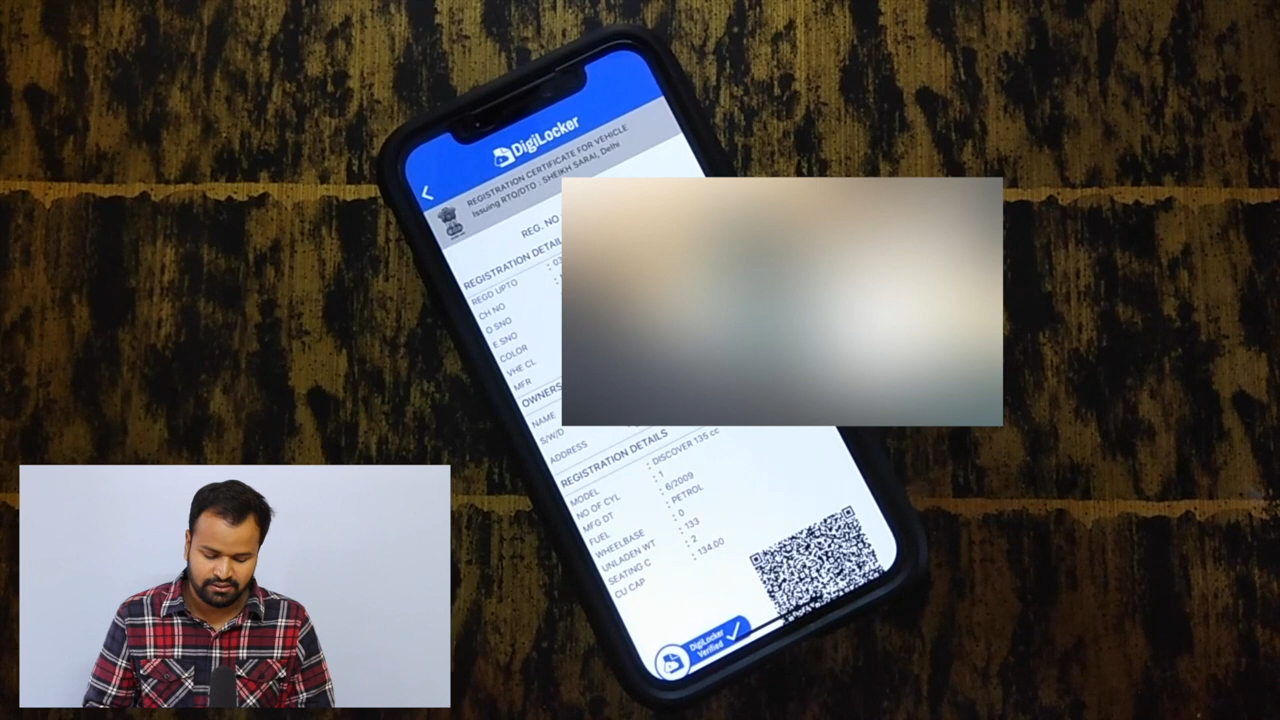 DigiLocker
REGISTRATION CERTIFICATE FOR VEHICLE
Issuing RTO/DTO : SHEIKH SARAI, Delhi
REG. NO
REGISTRATION DETAI
REGD UPTO : 03
CH NO :
O SNO
E SNO
COLOR
VHE CL
MFR
OWNERS
NAME
S/W/D
ADDRESS
REGISTRATION DETAILS
MODEL : DISCOVER 135 cc
NO OF CYL : 1
MFG DT : 6/2009
FUEL : PETROL
WHEELBASE : 0
UNLADEN WT : 133
SEATING C : 2
CU CAP : 134.00
DigiLocker
Verified